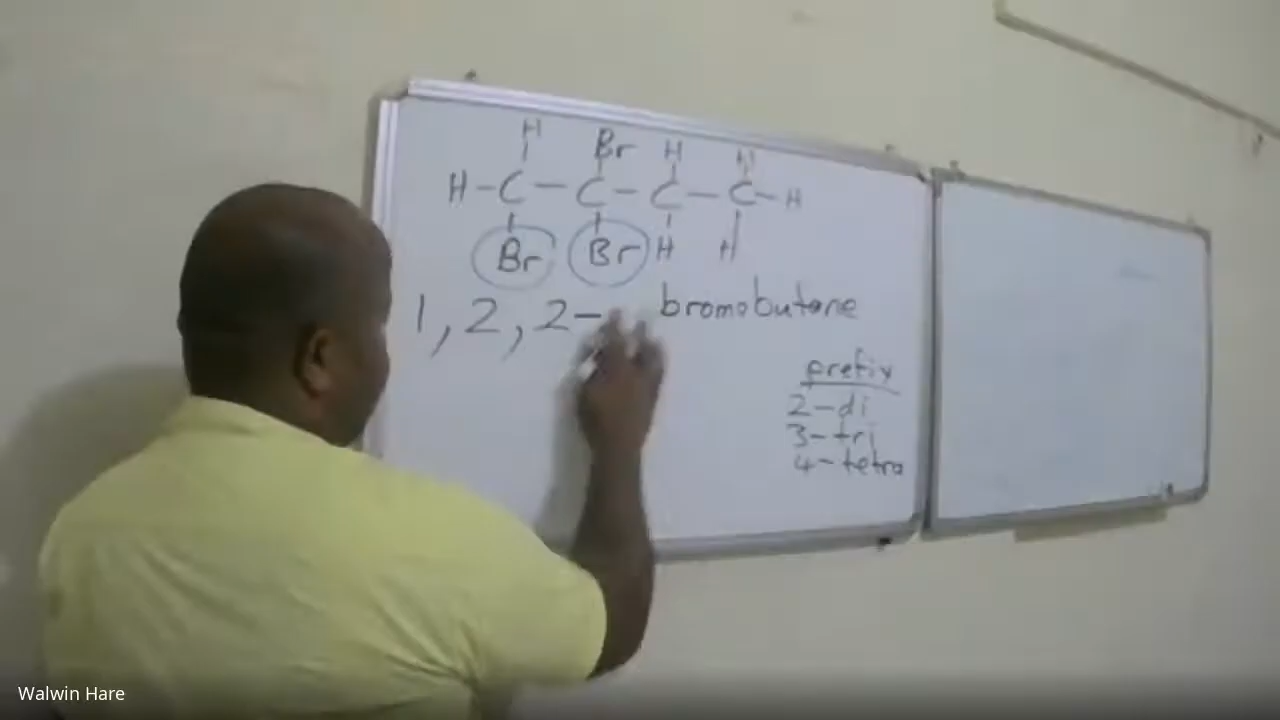 H Br H H
H-C-C-C-C-H
Br Br H H
1, 2, 2- bromobutane
prefix
2-di
3-tri
4-tetra
Walwin Hare